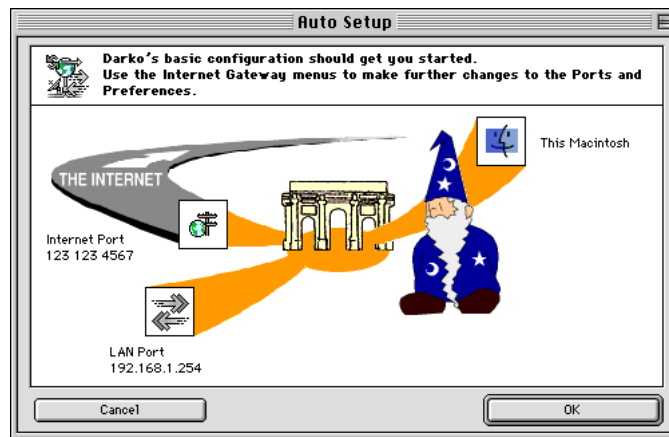 Auto Setup
Darko's basic configuration should get you started.
Use the Internet Gateway menus to make further changes to the Ports and
Preferences.
This Macintosh
THE INTERNET
Internet Port
123 123 4567
LAN Port
192.168.1.254
Cancel
OK